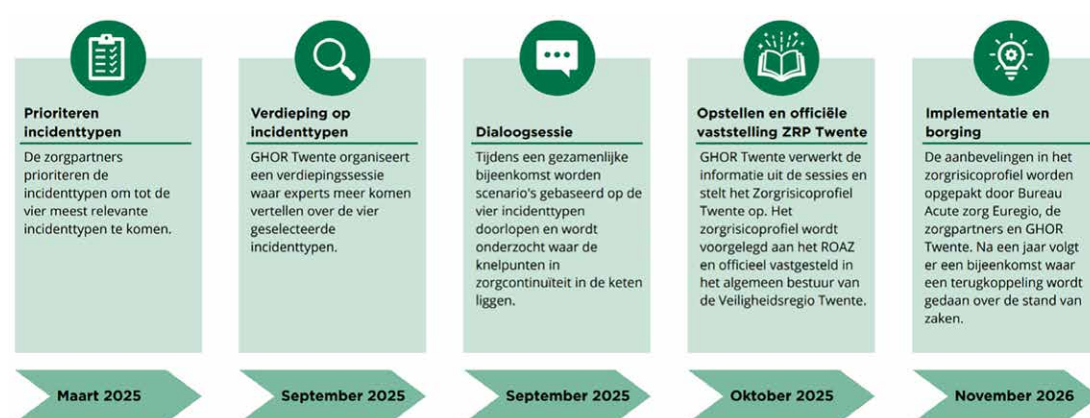 Prioriteren
incidenttypen
De zorgpartners
prioriteren de
incidenttypen om tot de
vier meest relevante
incidenttypen te komen.
Maart 2025
Verdieping op
incidenttypen
GHOR Twente organiseert
een verdiepingssessie
waar experts meer komen
vertellen over de vier
geselecteerde
incidenttypen.
September 2025
Dialoogsessie
Tijdens een gezamenlijke
bijeenkomst worden
scenario's gebaseerd op de
vier incidenttypen
doorlopen en wordt
onderzocht waar de
knelpunten in
zorgcontinuïteit in de keten
liggen.
September 2025
Opstellen en officiële
vaststelling ZRP Twente
GHOR Twente verwerkt de
informatie uit de sessies en
stelt het Zorgrisicoprofiel
Twente op. Het
zorgrisicoprofiel wordt
voorgelegd aan het ROAZ
en officieel vastgesteld in
het algemeen bestuur van
de Veiligheidsregio Twente.
Oktober 2025
Implementatie en
borging
De aanbevelingen in het
zorgrisicoprofiel worden
opgepakt door Bureau
Acute zorg Euregio, de
zorgpartners en GHOR
Twente. Na een jaar volgt
er een bijeenkomst waar
een terugkoppeling wordt
gedaan over de stand van
zaken.
November 2026